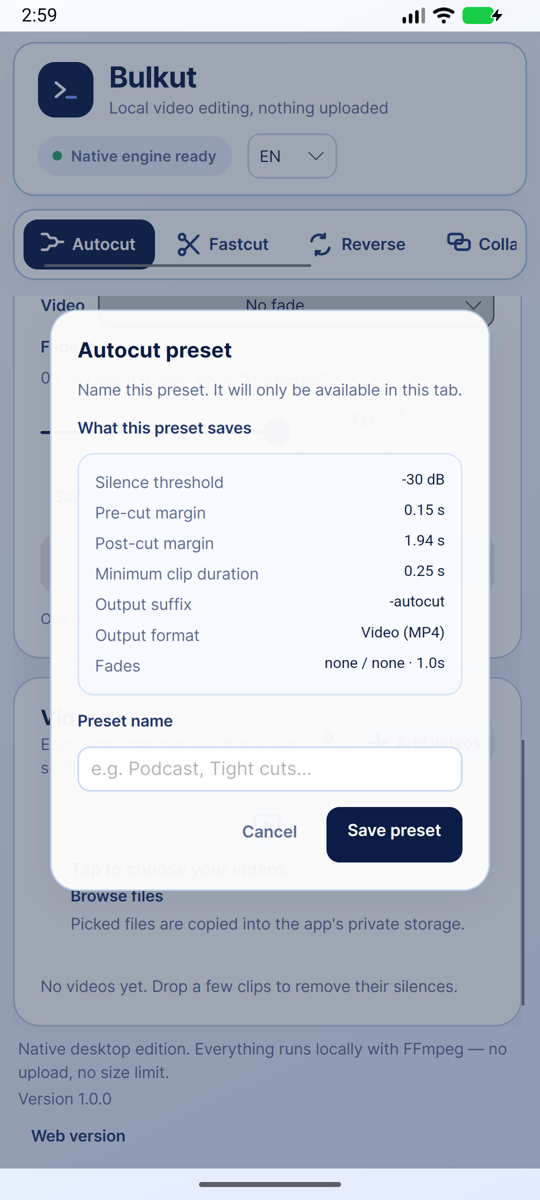 2:59
Bulkut
Local video editing, nothing uploaded
Native engine ready
EN
Autocut
Fastcut
Reverse
Colla
Video
No fade
Autocut preset
Name this preset. It will only be available in this tab.
What this preset saves
1.0
Silence threshold -30 dB
Pre-cut margin 0.15 s
Post-cut margin 1.94 s
Minimum clip duration 0.25 s
Output suffix -autocut
Output format Video (MP4)
Fades none / none · 1.0s
Preset name
Add videos
e.g. Podcast, Tight cuts...
Cancel
Save preset
Tap to choose your videos
Browse files
Picked files are copied into the app's private storage.
No videos yet. Drop a few clips to remove their silences.
Native desktop edition. Everything runs locally with FFmpeg — no
upload, no size limit.
Version 1.0.0
Web version